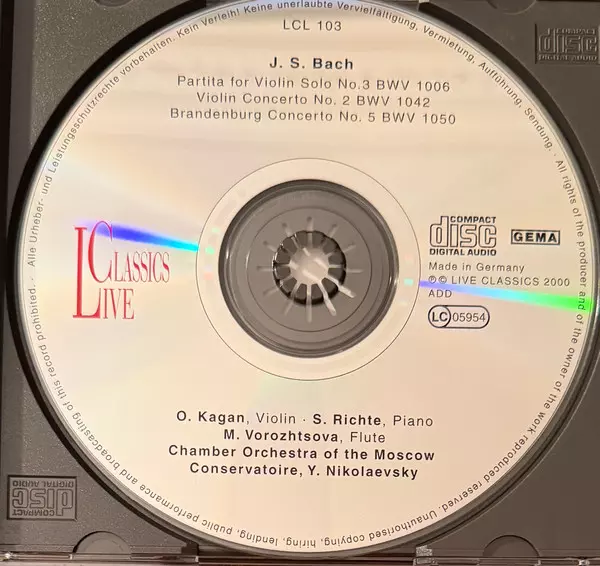 LCL 103
J. S. Bach
Partita for Violin Solo No.3 BWV 1006
Violin Concerto No. 2 BWV 1042
Brandenburg Concerto No. 5 BWV 1050
CLASSICS
LIVE
COMPACT
disc
DIGITAL AUDIO
GEMA
Made in Germany
℗ © LIVE CLASSICS 2000
ADD
LC 05954
O. Kagan, Violin · S. Richte, Piano
M. Vorozhtsova, Flute
Chamber Orchestra of the Moscow
Conservatoire, Y. Nikolaevsky
Alle Urheber- und Leistungsschutzrechte vorbehalten. Kein Verleih! Keine unerlaubte Vervielfältigung, Vermietung, Aufführung, Sendung. · All rights of the producer and of the owner of the work reproduced reserved. Unauthorised copying, hiring, lending, public performance and broadcasting of this record prohibited. ·
COMPACT
disc
DIGITAL AUDIO
COMPACT
disc
DIGITAL AUDIO